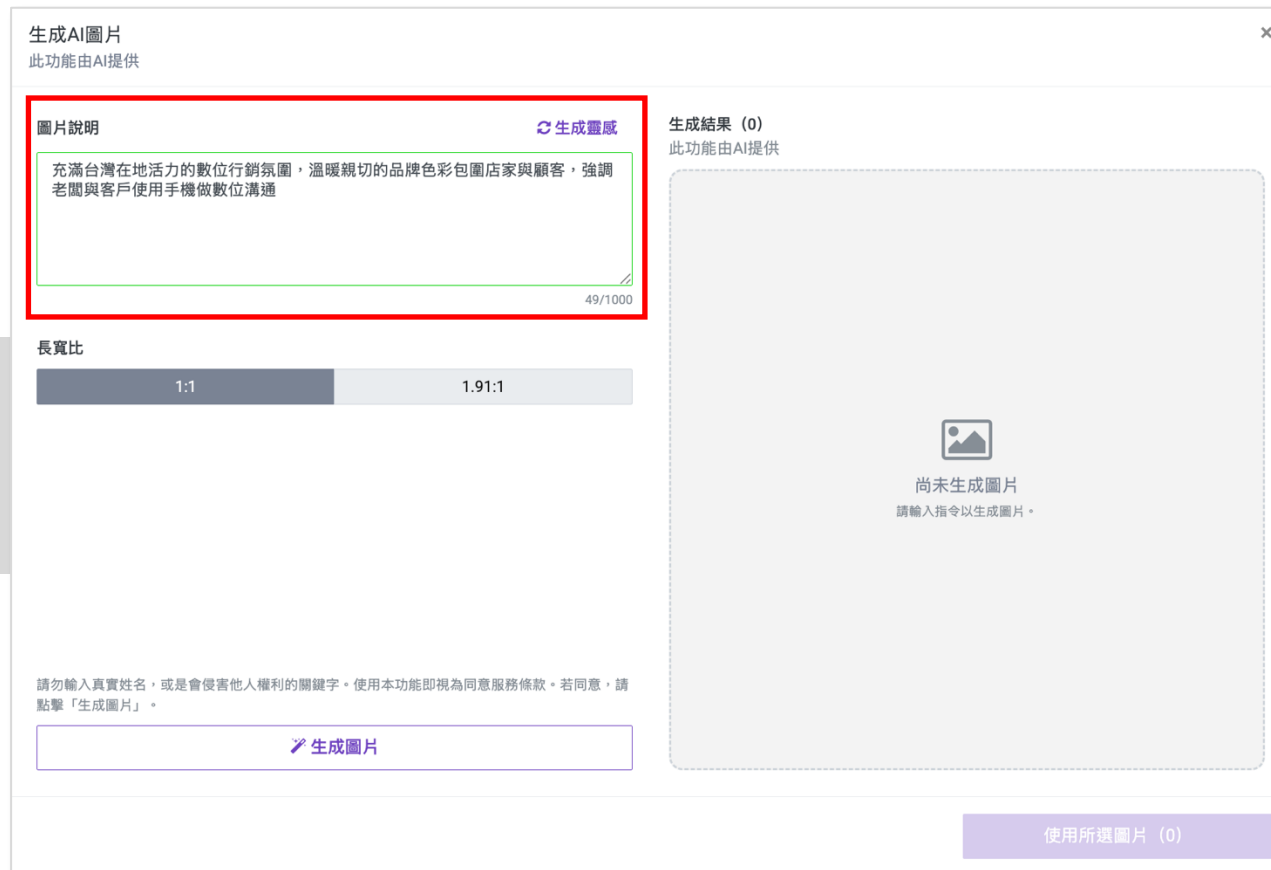 生成AI圖片
×
此功能由AI提供
圖片說明
生成靈感
充滿台灣在地活力的數位行銷氛圍，溫暖親切的品牌色彩包圍店家與顧客，強調
老闆與客戶使用手機做數位溝通
49/1000
長寬比
1:1
1.91:1
請勿輸入真實姓名，或是會侵害他人權利的關鍵字。使用本功能即視為同意服務條款。若同意，請
點擊「生成圖片」。
生成圖片
生成結果（0）
此功能由AI提供
尚未生成圖片
請輸入指令以生成圖片。
使用所選圖片（0）